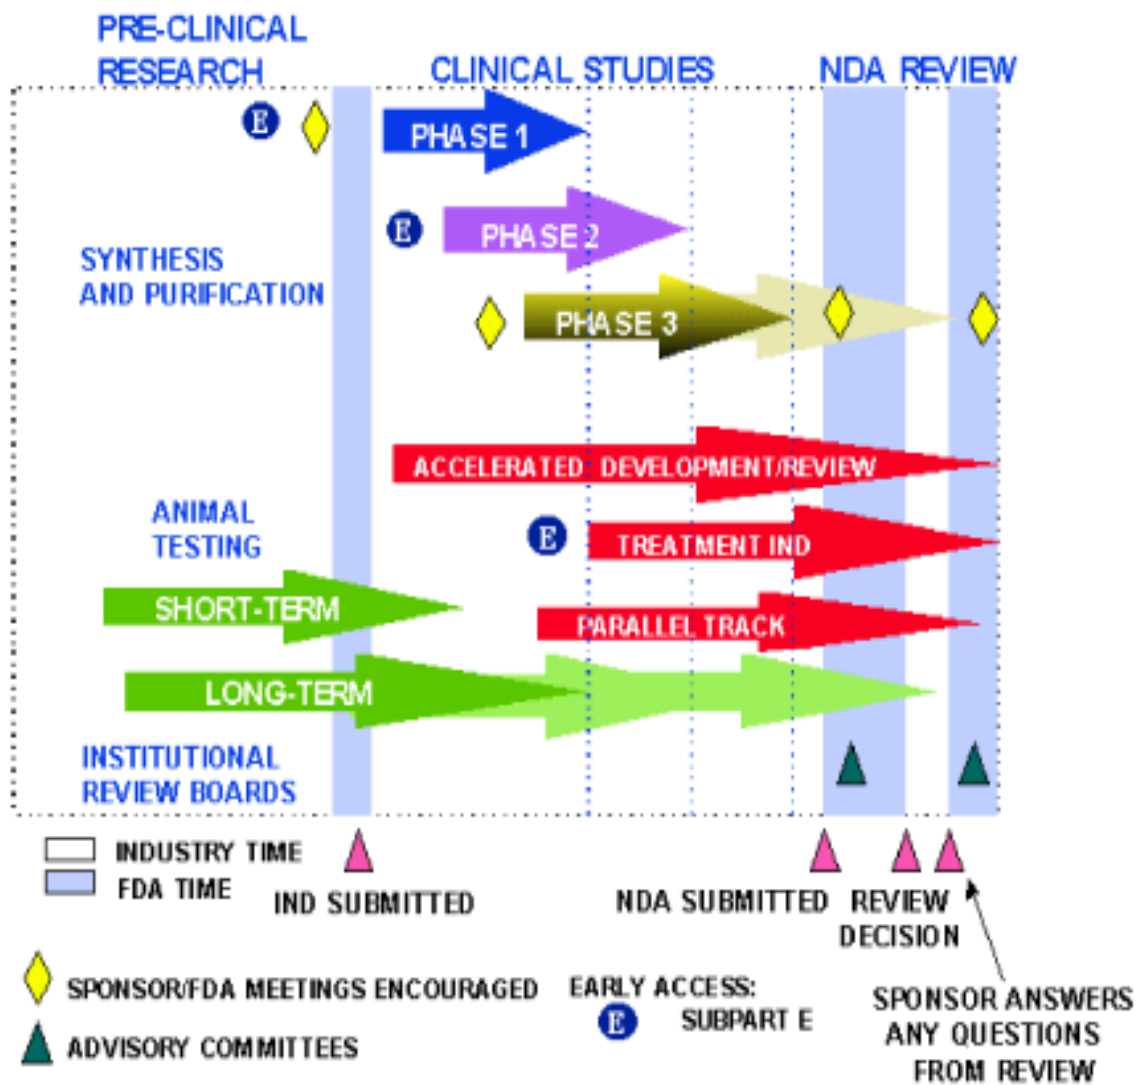 PRE-CLINICAL
RESEARCH
CLINICAL STUDIES
NDA REVIEW
E
PHASE 1
E
PHASE 2
SYNTHESIS
AND PURIFICATION
PHASE 3
ACCELERATED DEVELOPMENT/REVIEW
ANIMAL
TESTING
E
TREATMENT IND
SHORT-TERM
PARALLEL TRACK
LONG-TERM
INSTITUTIONAL
REVIEW BOARDS
INDUSTRY TIME
FDA TIME
IND SUBMITTED
NDA SUBMITTED
REVIEW
DECISION
SPONSOR/FDA MEETINGS ENCOURAGED
ADVISORY COMMITTEES
EARLY ACCESS:
E SUBPART E
SPONSOR ANSWERS
ANY QUESTIONS
FROM REVIEW